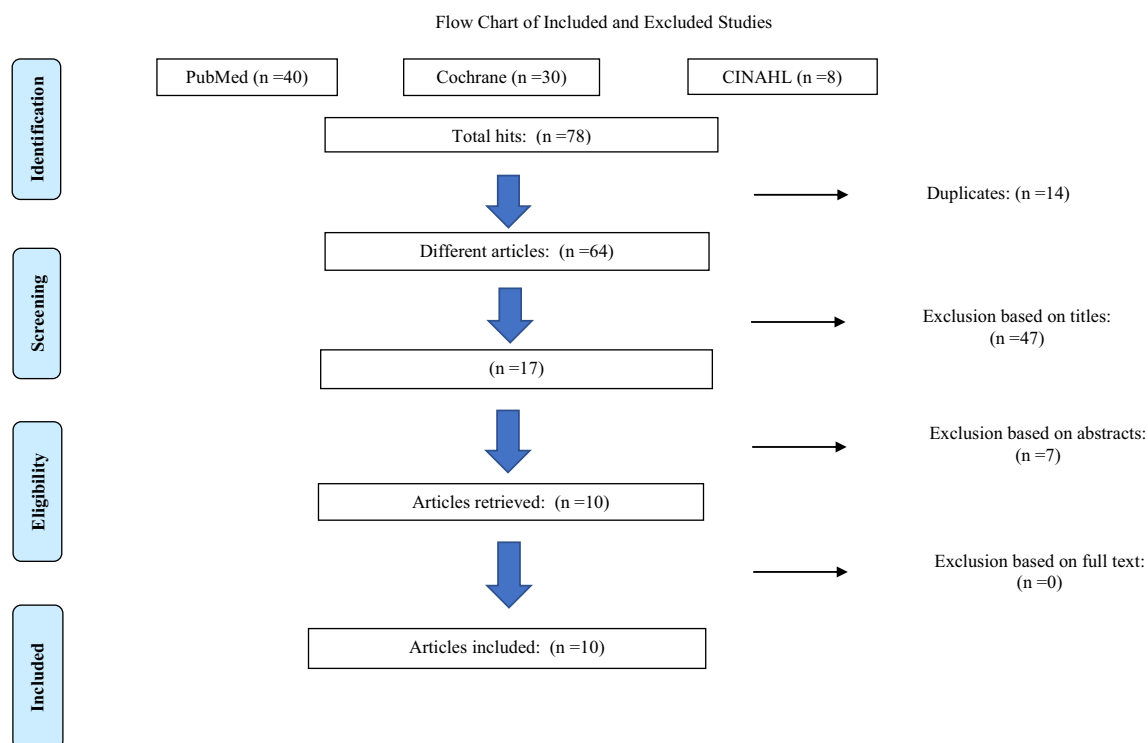 Flow Chart of Included and Excluded Studies
Identification
PubMed (n =40)
Cochrane (n =30)
CINAHL (n =8)
Total hits:  (n =78)
Duplicates: (n =14)
Screening
Different articles:  (n =64)
Exclusion based on titles:
(n =47)
(n =17)
Eligibility
Exclusion based on abstracts:
(n =7)
Articles retrieved:  (n =10)
Exclusion based on full text:
(n =0)
Included
Articles included:  (n =10)